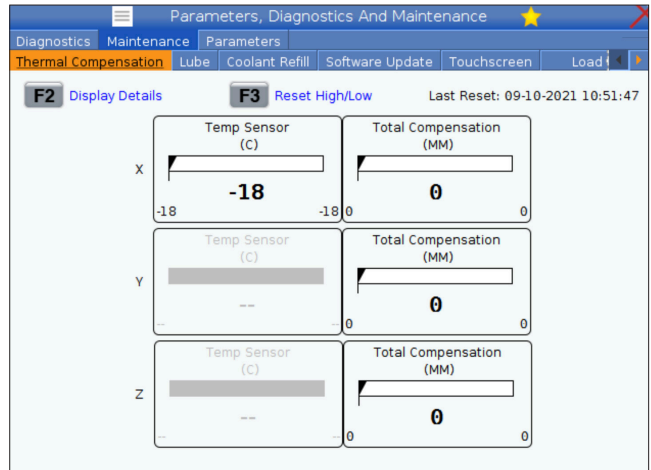 Parameters, Diagnostics And Maintenance
Diagnostics Maintenance Parameters
Thermal Compensation Lube Coolant Refill Software Update Touchscreen Load
F2 Display Details F3 Reset High/Low Last Reset: 09-10-2021 10:51:47
Temp Sensor Total Compensation
(C) (MM)
X
-18 0
-18 -18 0 0
Temp Sensor Total Compensation
(C) (MM)
Y
-- 0
-- -- 0 0
Temp Sensor Total Compensation
(C) (MM)
Z
-- 0
-- -- 0 0